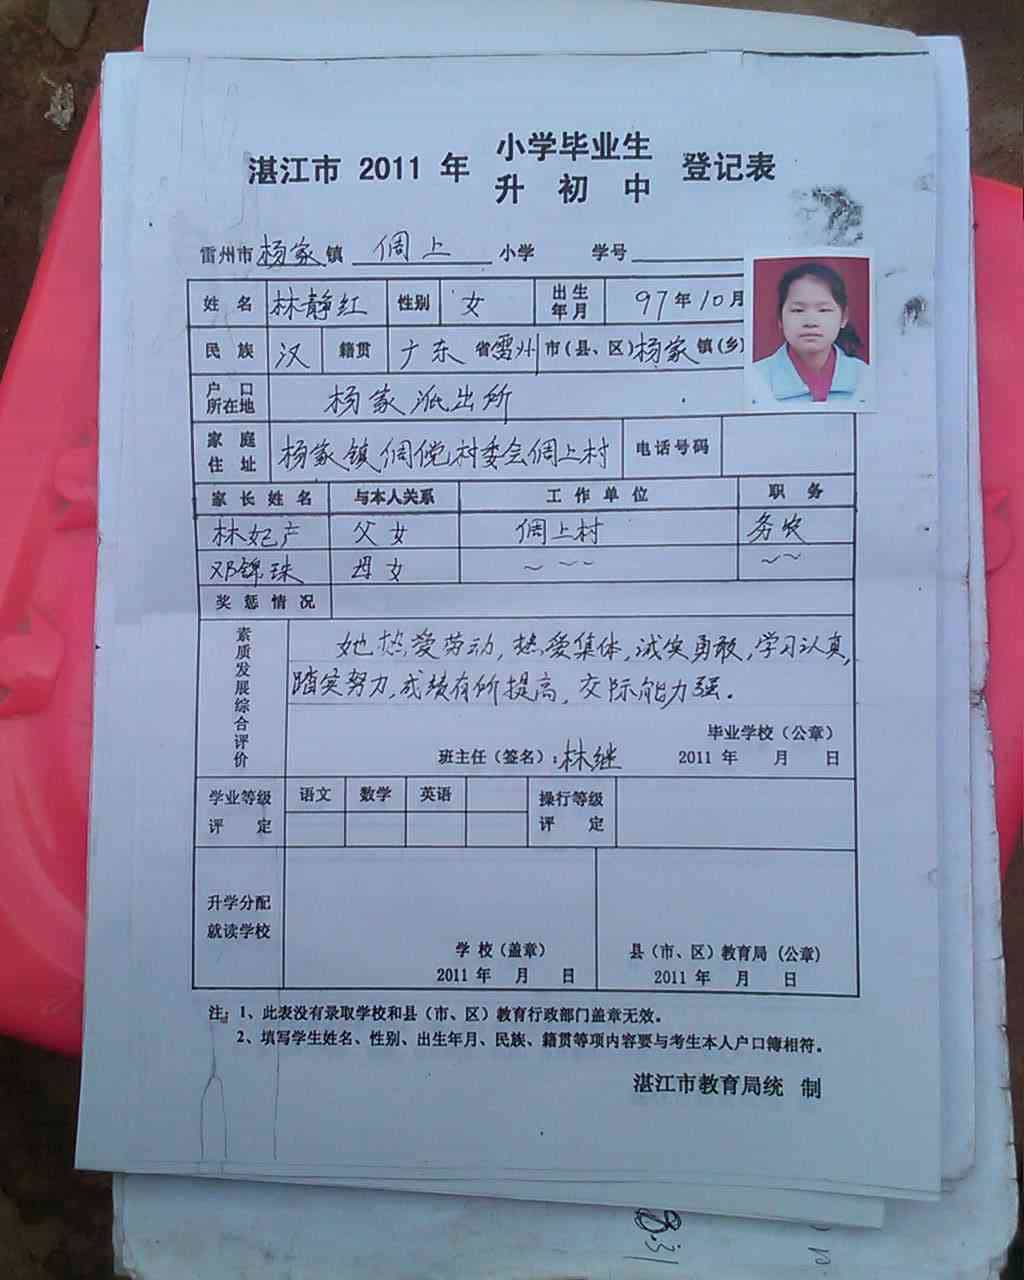 湛江市 2011 年 小学毕业生 登记表
升 初 中
雷州市杨家镇 倜上 小学 学号
姓 名 林静红 性别 女 出生年月 97年10月
民 族 汉 籍贯 广东省雷州市(县、区)杨家镇(乡)
户 口所在地 杨家派出所
家 庭住 址 杨家镇倜傥村委会倜上村 电话号码
家 长 姓 名 与本人关系 工 作 单 位 职 务
林妃产 父女 倜上村 务农
邓锦珠 母女 ~ ~ ~ ~ ~
奖 惩 情 况
素质发展综合评价
她热爱劳动,热爱集体,诚实勇敢,学习认真,
踏实努力,成绩有所提高,交际能力强.
毕业学校（公章）
班主任（签名）:林继 2011 年 月 日
学业等级评 定 语文 数学 英语 操行等级评 定
升学分配
就读学校
学 校（盖章） 县（市、区）教育局（公章）
2011 年 月 日 2011 年 月 日
注: 1、此表没有录取学校和县（市、区）教育行政部门盖章无效。
2、填写学生姓名、性别、出生年月、民族、籍贯等项内容要与考生本人户口簿相符。
湛江市教育局统 制